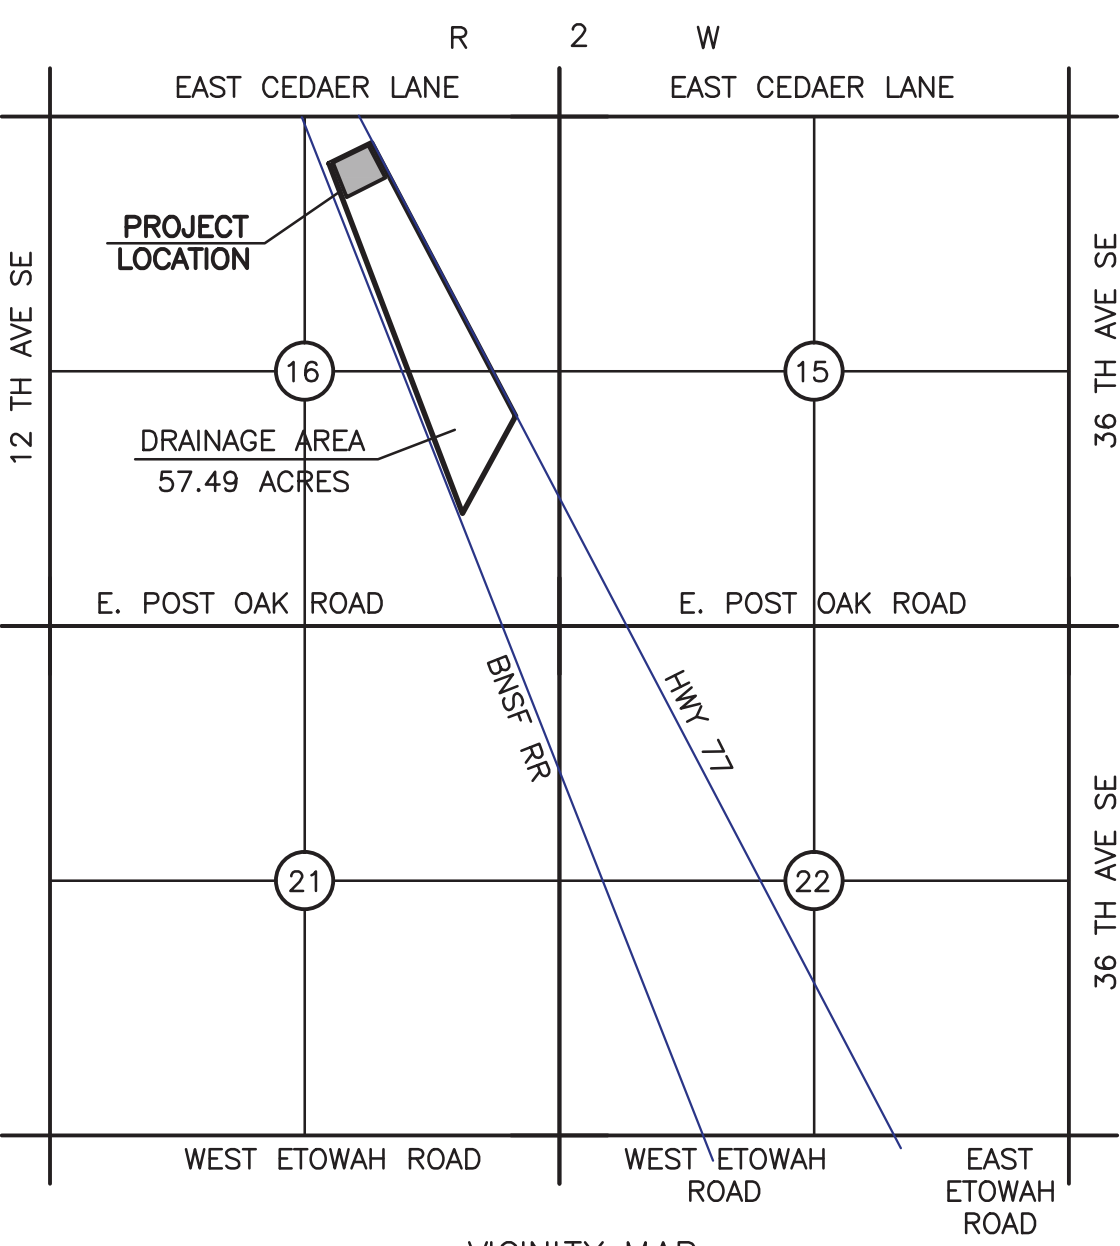 R 2 W
EAST CEDAER LANE
EAST CEDAER LANE
PROJECT
LOCATION
12 TH AVE SE
36 TH AVE SE
16
15
DRAINAGE AREA
57.49 ACRES
E. POST OAK ROAD
E. POST OAK ROAD
BNSF RR
HWY 77
36 TH AVE SE
21
22
WEST ETOWAH ROAD
WEST ETOWAH
ROAD
EAST
ETOWAH
ROAD
VICINITY MAP